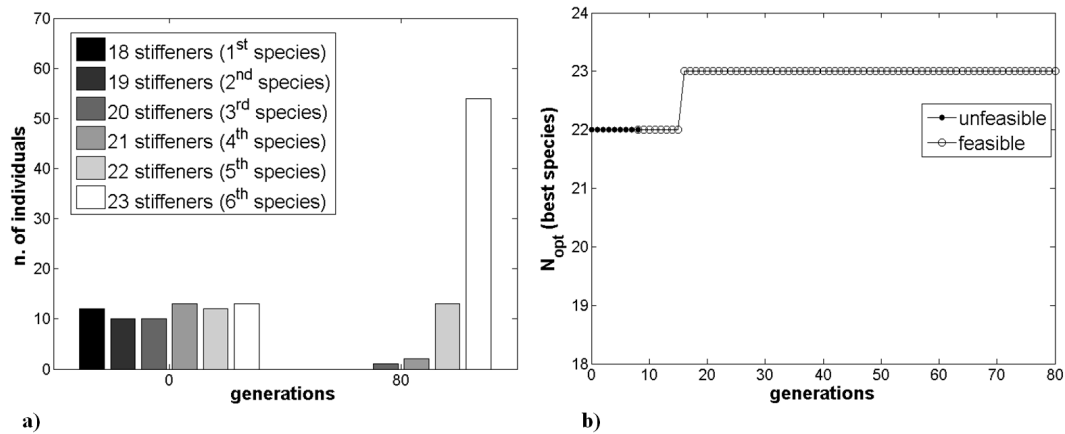 70
60
50
40
30
20
10
0
n. of individuals
18 stiffeners (1st species)
19 stiffeners (2nd species)
20 stiffeners (3rd species)
21 stiffeners (4th species)
22 stiffeners (5th species)
23 stiffeners (6th species)
0 80
generations
a)
24
23
22
21
20
19
18
Nopt (best species)
unfeasible
feasible
0 10 20 30 40 50 60 70 80
generations
b)